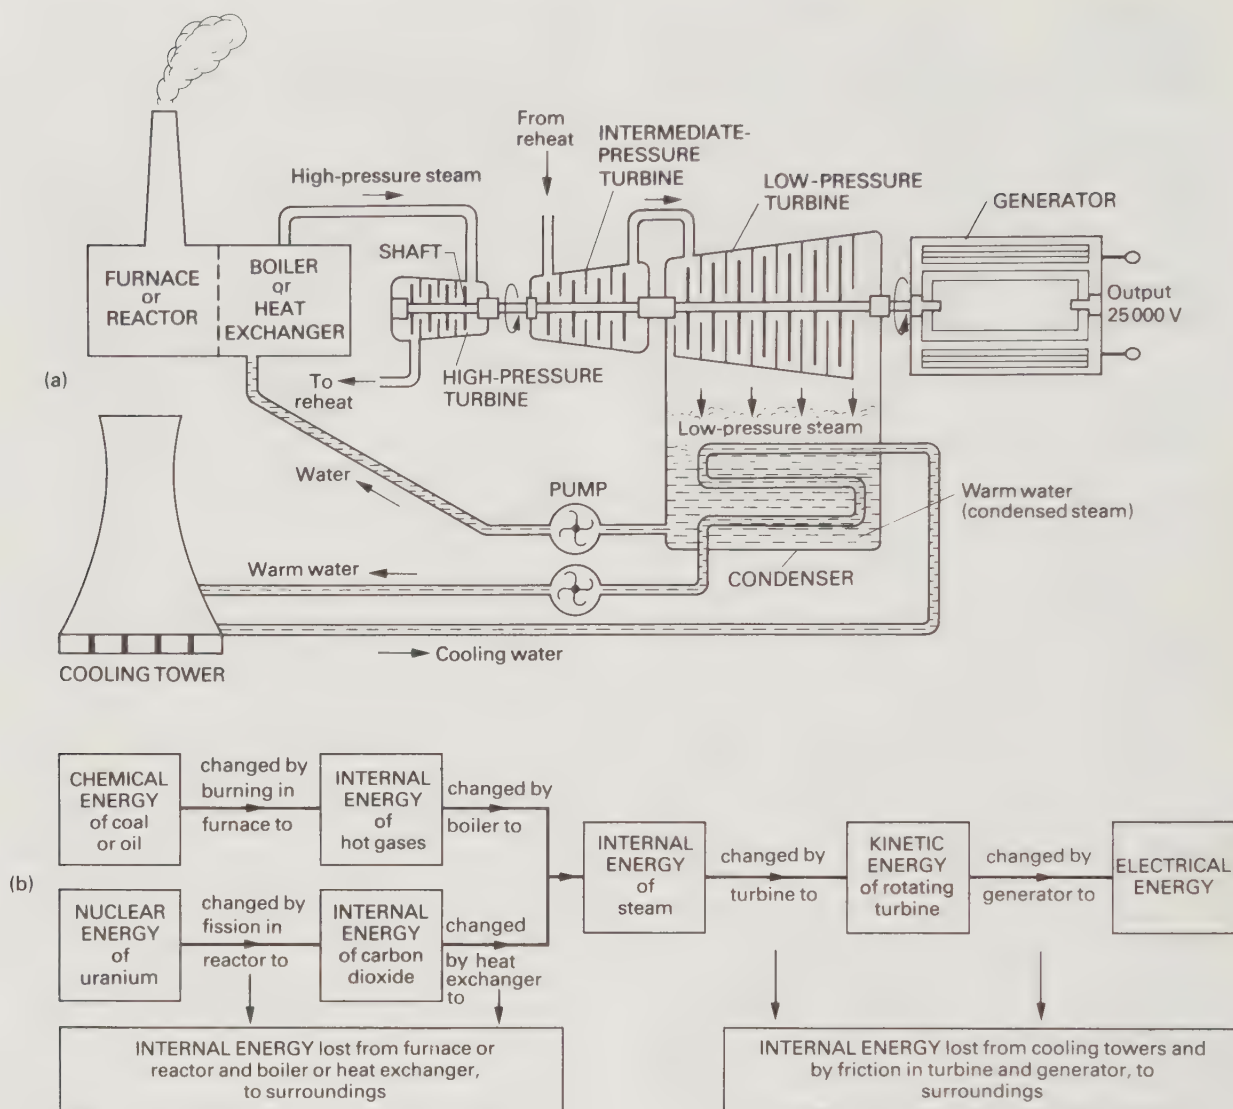 From
reheat
INTERMEDIATE-
PRESSURE
TURBINE
High-pressure steam
LOW-PRESSURE
TURBINE
GENERATOR
SHAFT
FURNACE
or
REACTOR
BOILER
or
HEAT
EXCHANGER
Output
25 000 V
(a)
To
reheat
HIGH-PRESSURE
TURBINE
Low-pressure steam
Water
PUMP
Warm water
(condensed steam)
Warm water
CONDENSER
Cooling water
COOLING TOWER
(b)
CHEMICAL
ENERGY
of coal
or oil
changed by
burning in
furnace to
INTERNAL
ENERGY
of
hot gases
changed by
boiler to
NUCLEAR
ENERGY
of
uranium
changed by
fission in
reactor to
INTERNAL
ENERGY
of carbon
dioxide
changed
by heat
exchanger
to
INTERNAL
ENERGY
of
steam
changed by
turbine to
KINETIC
ENERGY
of rotating
turbine
changed by
generator to
ELECTRICAL
ENERGY
INTERNAL ENERGY lost from furnace or
reactor and boiler or heat exchanger,
to surroundings
INTERNAL ENERGY lost from cooling towers and
by friction in turbine and generator, to
surroundings